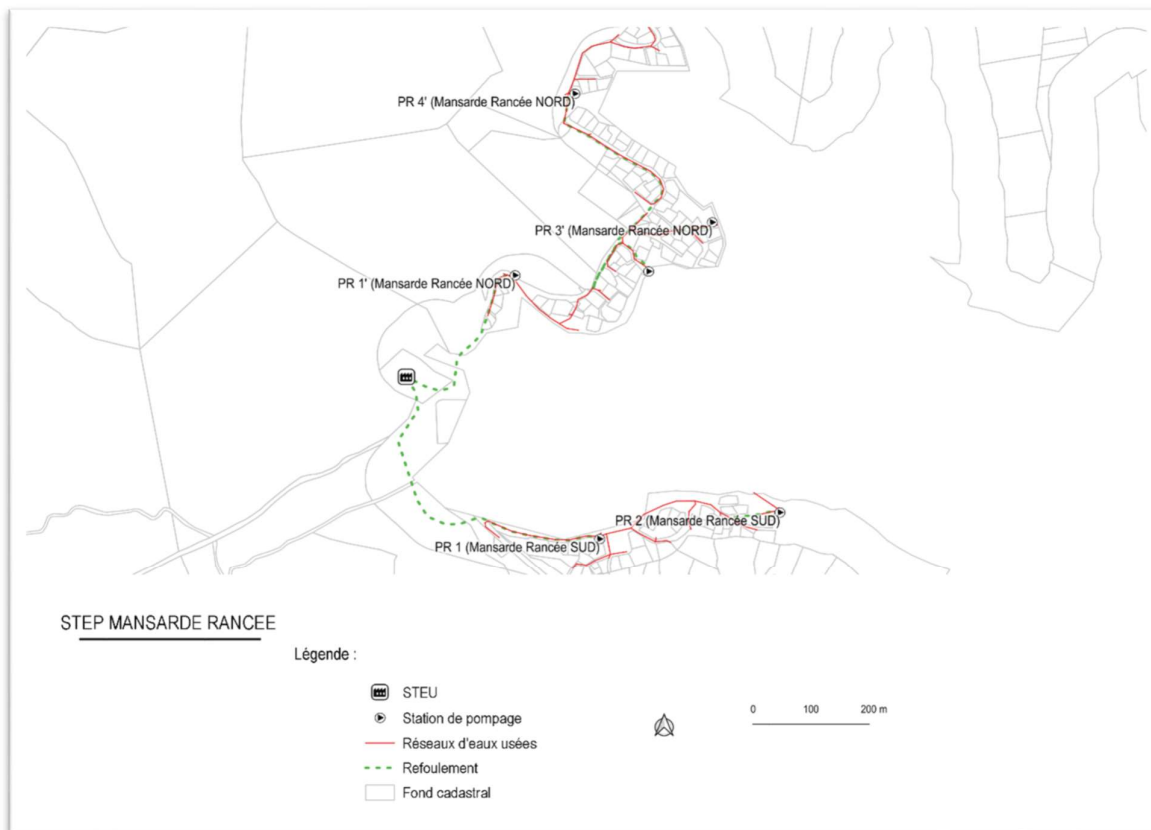 PR 4' (Mansarde Rancée NORD)
PR 3' (Mansarde Rancée NORD)
PR 1' (Mansarde Rancée NORD)
PR 2 (Mansarde Rancée SUD)
PR 1 (Mansarde Rancée SUD)
STEP MANSARDE RANCEE
Légende :
STEU
Station de pompage
Réseaux d'eaux usées
Refoulement
Fond cadastral
0 100 200 m